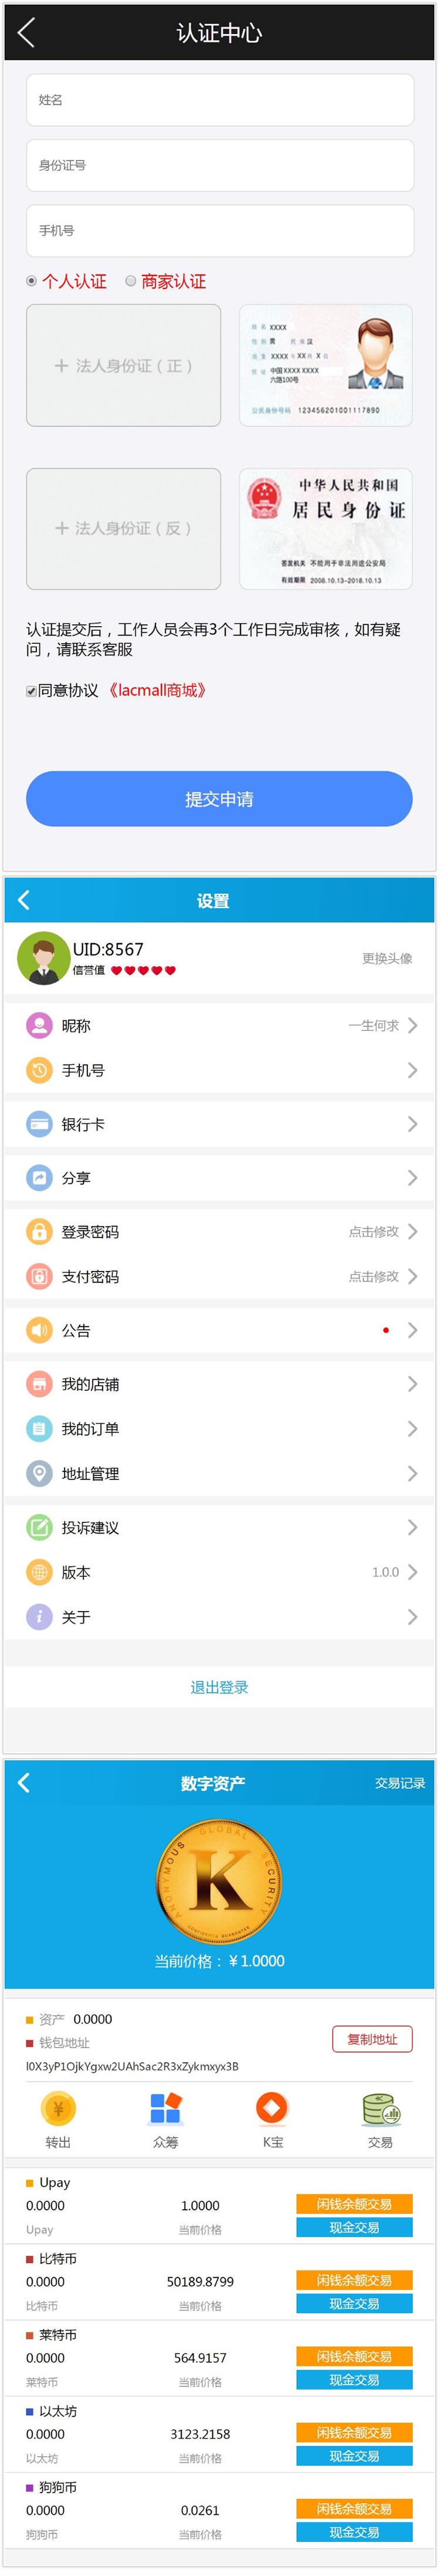 认证中心
姓名
身份证号
手机号
个人认证 商家认证
法人身份证（正）
姓名 XXXX
性别 男 民族 汉
出生 XXXX 年 XX 月 X 日
住址 中国 XXXX XXXX
六路100号
公民身份号码 123456201001117890
法人身份证（反）
中华人民共和国
居民身份证
签发机关 不能用于非法用途公安局
有效期限 2008.10.13-2018.10.13
认证提交后，工作人员会再3个工作日完成审核，如有疑
问，请联系客服
同意协议 《lacmall商城》
提交申请
设置
UID:8567
信誉值
更换头像
昵称 一生何求
手机号
银行卡
分享
登录密码 点击修改
支付密码 点击修改
公告
我的店铺
我的订单
地址管理
投诉建议
版本 1.0.0
关于
退出登录
数字资产 交易记录
ANONYMOUS GLOBAL SECURITY
K
当前价格：￥1.0000
资产 0.0000
钱包地址
复制地址
l0X3yP1OjkYgxw2UAhSac2R3xZykmxyx3B
转出 众筹 K宝 交易
Upay
0.0000 1.0000 闲钱余额交易
Upay 当前价格 现金交易
比特币
0.0000 50189.8799 闲钱余额交易
比特币 当前价格 现金交易
莱特币
0.0000 564.9157 闲钱余额交易
莱特币 当前价格 现金交易
以太坊
0.0000 3123.2158 闲钱余额交易
以太坊 当前价格 现金交易
狗狗币
0.0000 0.0261 闲钱余额交易
狗狗币 当前价格 现金交易